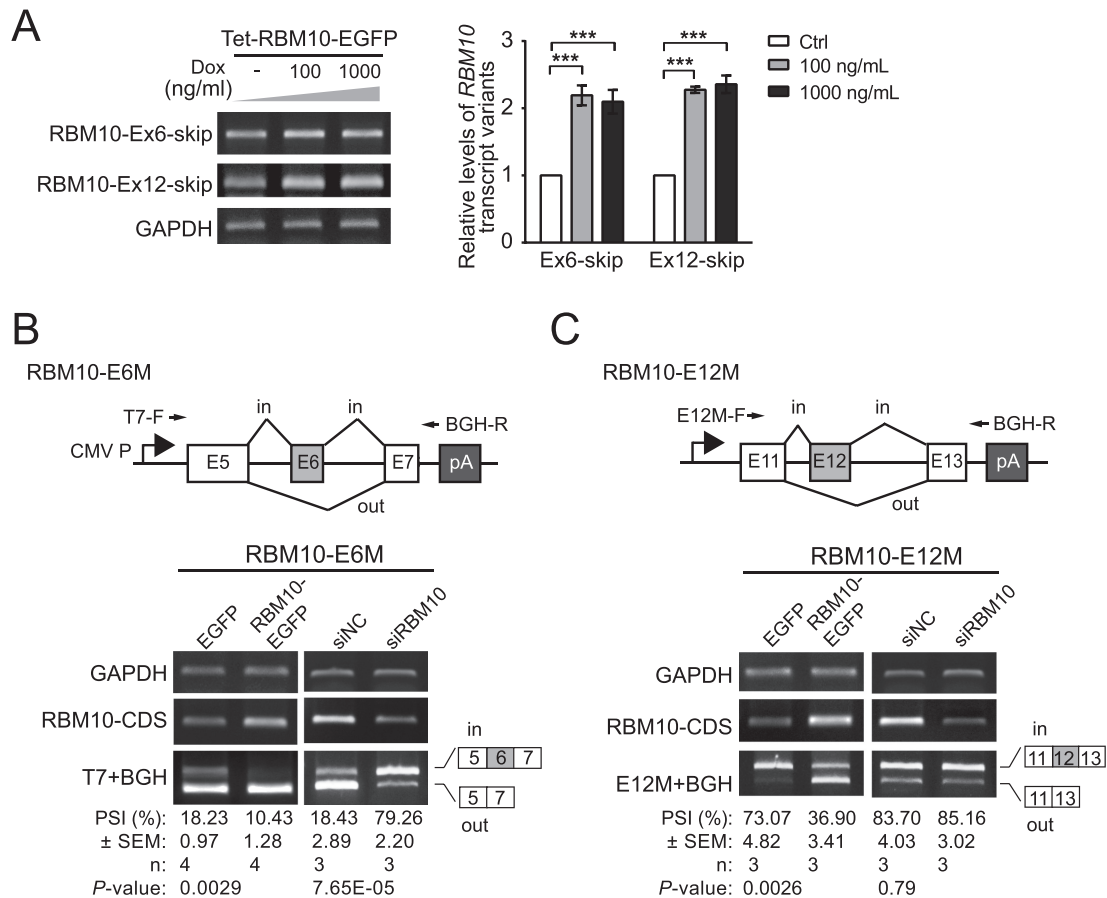 A
Tet-RBM10-EGFP
Dox (ng/ml) - 100 1000
RBM10-Ex6-skip
RBM10-Ex12-skip
GAPDH
Relative levels of RBM10 transcript variants
3
2
1
0
*** ***
*** ***
Ex6-skip Ex12-skip
Ctrl
100 ng/mL
1000 ng/mL
B
RBM10-E6M
T7-F
in in
BGH-R
CMV P
E5 E6 E7 pA
out
RBM10-E6M
EGFP RBM10-EGFP siNC siRBM10
GAPDH
RBM10-CDS
T7+BGH
in
5 6 7
5 7
out
PSI (%): 18.23 10.43 18.43 79.26
± SEM: 0.97 1.28 2.89 2.20
n: 4 4 3 3
P-value: 0.0029 7.65E-05
C
RBM10-E12M
E12M-F
in in
BGH-R
E11 E12 E13 pA
out
RBM10-E12M
EGFP RBM10-EGFP siNC siRBM10
GAPDH
RBM10-CDS
E12M+BGH
in
11 12 13
11 13
out
PSI (%): 73.07 36.90 83.70 85.16
± SEM: 4.82 3.41 4.03 3.02
n: 3 3 3 3
P-value: 0.0026 0.79